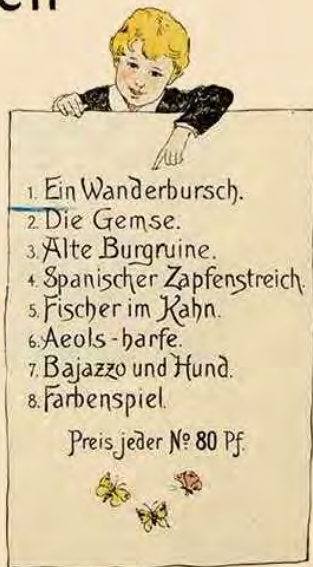 1. Ein Wanderbursch.
2. Die Gemse.
3. Alte Burgruine.
4. Spanischer Zapfenstreich.
5. Fischer im Kahn.
6. Aeols-harfe.
7. Bajazzo und Hund.
8. Farbenspiel.
Preis jeder No 80 Pf.